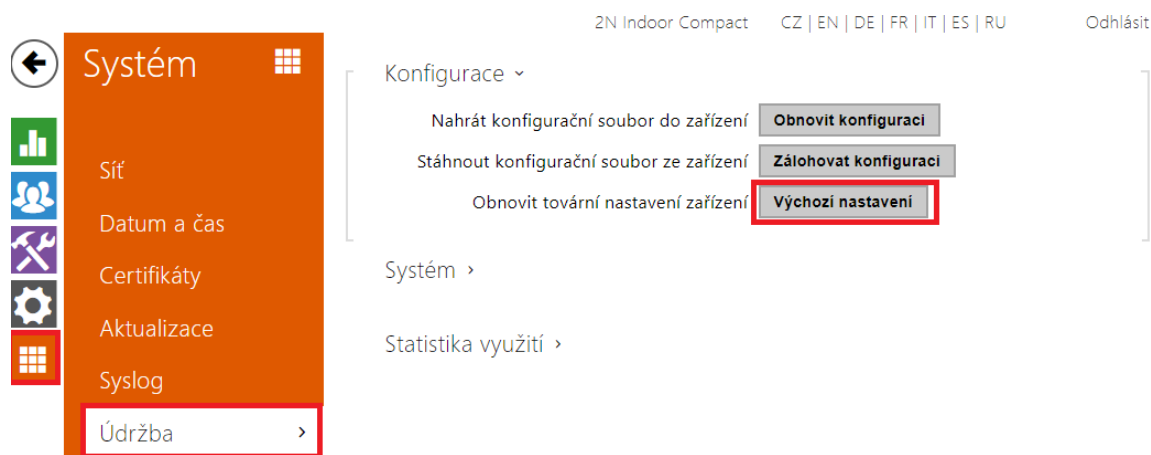 2N Indoor Compact CZ | EN | DE | FR | IT | ES | RU Odhlásit
Systém
Síť
Datum a čas
Certifikáty
Aktualizace
Syslog
Údržba ›
Konfigurace ⌄
Nahrát konfigurační soubor do zařízení Obnovit konfiguraci
Stáhnout konfigurační soubor ze zařízení Zálohovat konfiguraci
Obnovit tovární nastavení zařízení Výchozí nastavení
Systém ›
Statistika využití ›